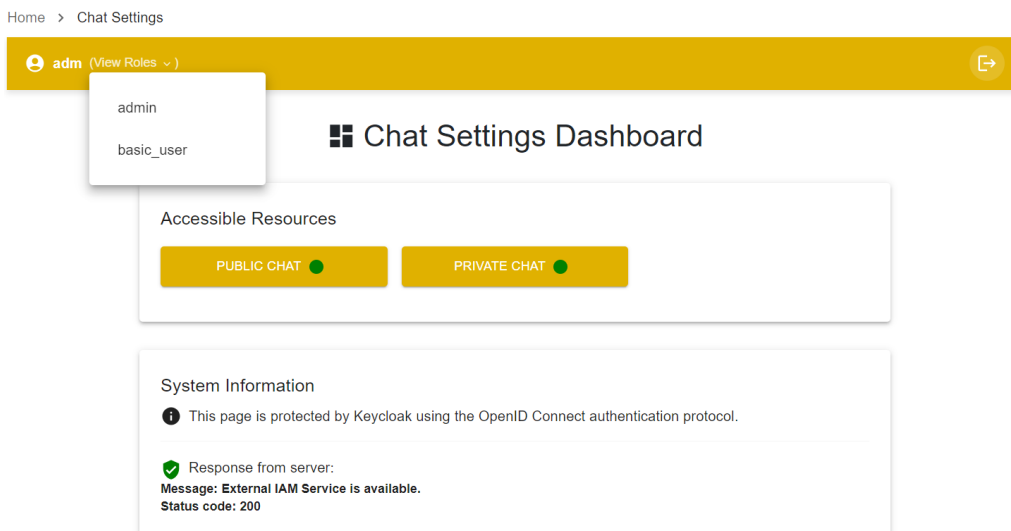 Home > Chat Settings
adm (View Roles )
admin
basic_user
Chat Settings Dashboard
Accessible Resources
PUBLIC CHAT
PRIVATE CHAT
System Information
This page is protected by Keycloak using the OpenID Connect authentication protocol.
Response from server:
Message: External IAM Service is available.
Status code: 200